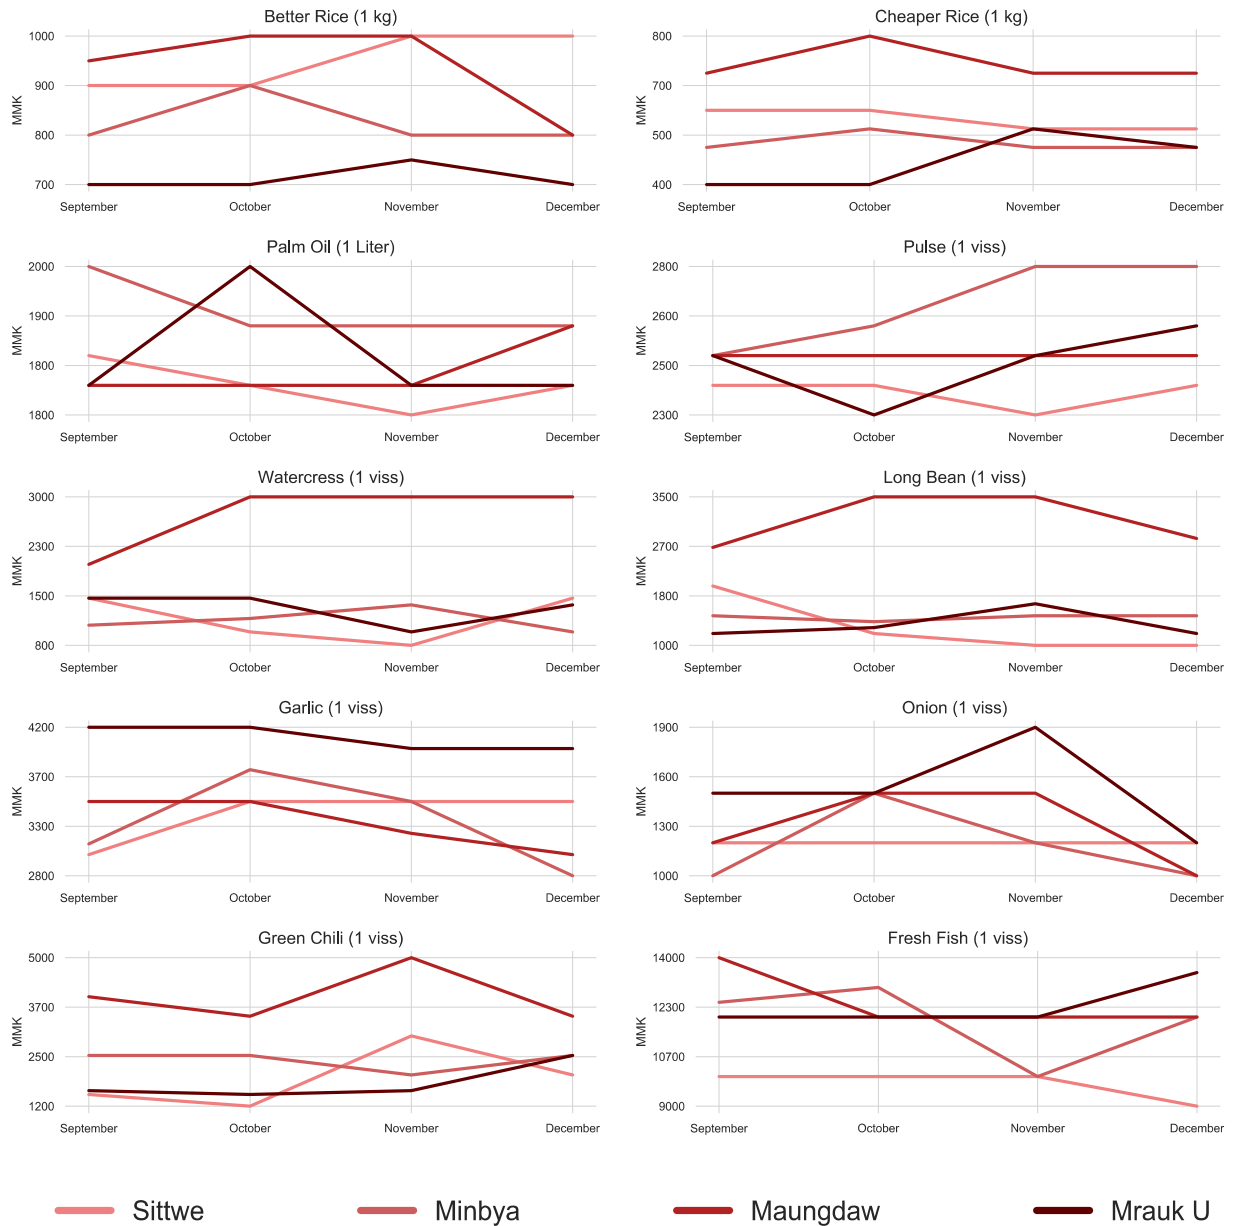 Better Rice (1 kg)
MMK
1000
900
800
700
September October November December
Cheaper Rice (1 kg)
MMK
800
700
500
400
September October November December
Palm Oil (1 Liter)
MMK
2000
1900
1800
1800
September October November December
Pulse (1 viss)
MMK
2800
2600
2500
2300
September October November December
Watercress (1 viss)
MMK
3000
2300
1500
800
September October November December
Long Bean (1 viss)
MMK
3500
2700
1800
1000
September October November December
Garlic (1 viss)
MMK
4200
3700
3300
2800
September October November December
Onion (1 viss)
MMK
1900
1600
1300
1000
September October November December
Green Chili (1 viss)
MMK
5000
3700
2500
1200
September October November December
Fresh Fish (1 viss)
MMK
14000
12300
10700
9000
September October November December
Sittwe Minbya Maungdaw Mrauk U